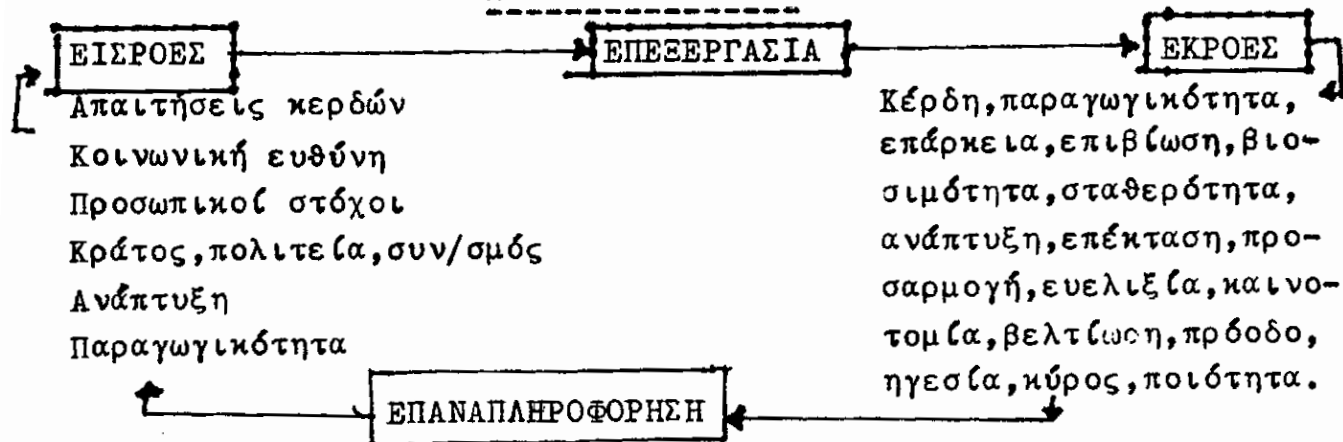 ΕΙΣΡΟΕΣ
ΕΠΕΞΕΡΓΑΣΙΑ
ΕΚΡΟΕΣ
Απαιτήσεις κερδών
Κοινωνική ευθύνη
Προσωπικοί στόχοι
Κράτος,πολιτεία,συν/σμός
Ανάπτυξη
Παραγωγικότητα
Κέρδη,παραγωγικότητα,
επάρκεια,επιβίωση,βιο-
σιμότητα,σταθερότητα,
ανάπτυξη,επέκταση,προ-
σαρμογή,ευελιξία,καινο-
τομία,βελτίωση,πρόοδο,
ηγεσία,κύρος,ποιότητα.
ΕΠΑΝΑΠΛΗΡΟΦΟΡΗΣΗ